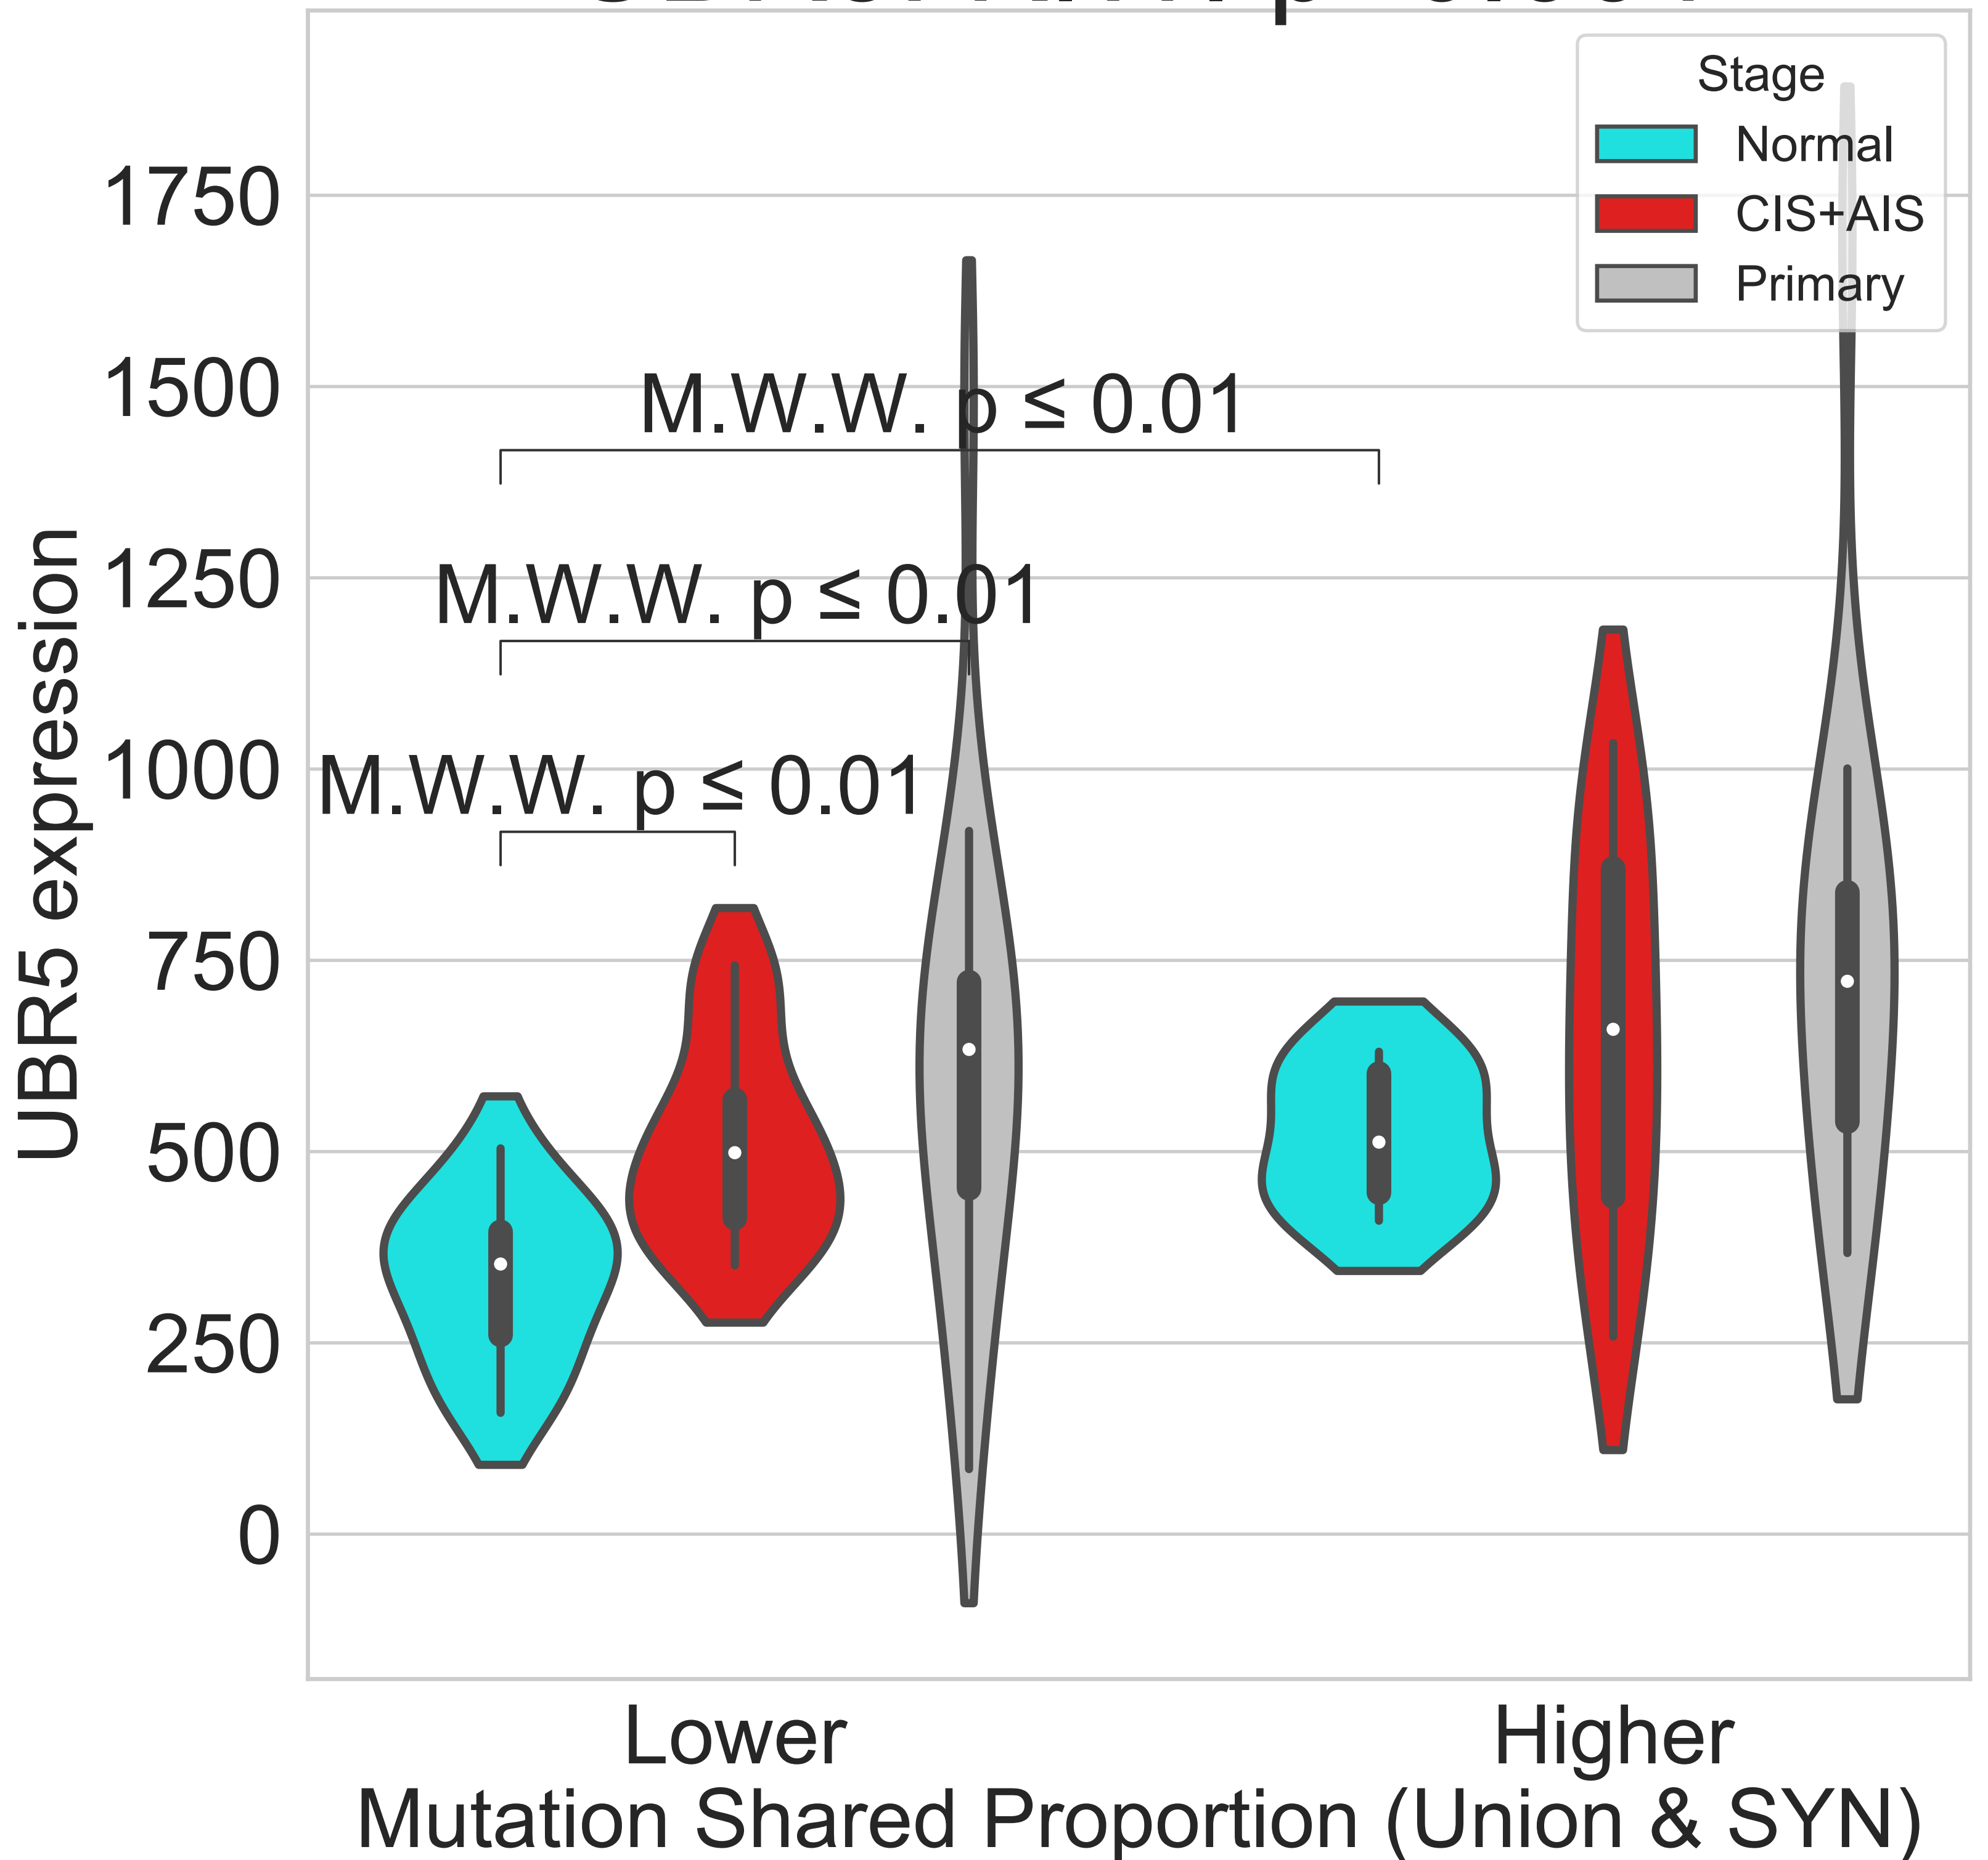 Stage
Normal
CIS+AIS
Primary
1750
1500
1250
1000
750
500
250
0
UBR5 expression
M.W.W. p ≤ 0.01
M.W.W. p ≤ 0.01
M.W.W. p ≤ 0.01
Lower
Higher
Mutation Shared Proportion (Union & SYN)